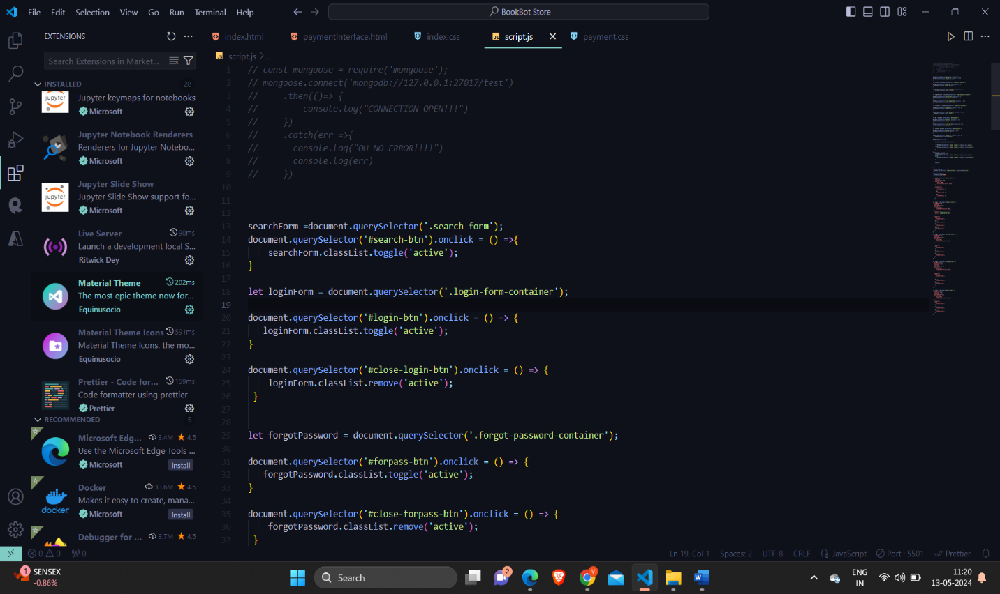 File Edit Selection View Go Run Terminal Help
BookBot Store
EXTENSIONS
index.html paymentInterface.html index.css script.js payment.css
Search Extensions in Market...
script.js > ...
INSTALLED 28
Jupyter keymaps for notebooks
Microsoft
Jupyter Notebook Renderers
Renderers for Jupyter Notebo...
Microsoft
Jupyter Slide Show
Jupyter Slide Show support fo...
Microsoft
Live Server 90ms
Launch a development local S...
Ritwick Dey
Material Theme 202ms
The most epic theme now for...
Equinusocio
Material Theme Icons 591ms
Material Theme Icons, the mo...
Equinusocio
Prettier - Code for... 159ms
Code formatter using prettier
Prettier
RECOMMENDED 5
Microsoft Edg... 3.4M 4.5
Use the Microsoft Edge Tools ...
Microsoft Install
Docker 33.6M 4.5
Makes it easy to create, mana...
Microsoft Install
Debugger for ... 3.7M 4.5
jupyter
jupyter
docker
1 // const mongoose = require('mongoose');
2 // mongoose.connect('mongodb://127.0.0.1:27017/test')
3 //     .then(()=> {
4 //         console.log("CONNECTION OPEN!!!")
5 //     })
6 //     .catch(err =>{
7 //       console.log("OH NO ERROR!!!!")
8 //       console.log(err)
9 //     })
10
11
12
13 searchForm =document.querySelector('.search-form');
14 document.querySelector('#search-btn').onclick = () =>{
15     searchForm.classList.toggle('active');
16 }
17
18 let loginForm = document.querySelector('.login-form-container');
19
20 document.querySelector('#login-btn').onclick = () => {
21    loginForm.classList.toggle('active');
22 }
23
24 document.querySelector('#close-login-btn').onclick = () => {
25     loginForm.classList.remove('active');
26  }
27
28
29 let forgotPassword = document.querySelector('.forgot-password-container');
30
31 document.querySelector('#forpass-btn').onclick = () => {
32    forgotPassword.classList.toggle('active');
33 }
34
35 document.querySelector('#close-forpass-btn').onclick = () => {
36     forgotPassword.classList.remove('active');
37  }
0 0 0 Ln 19, Col 1 Spaces: 2 UTF-8 CRLF JavaScript Port : 5501 Prettier
1 SENSEX
-0.86%
Search
2
V
ENG
IN
11:20
13-05-2024